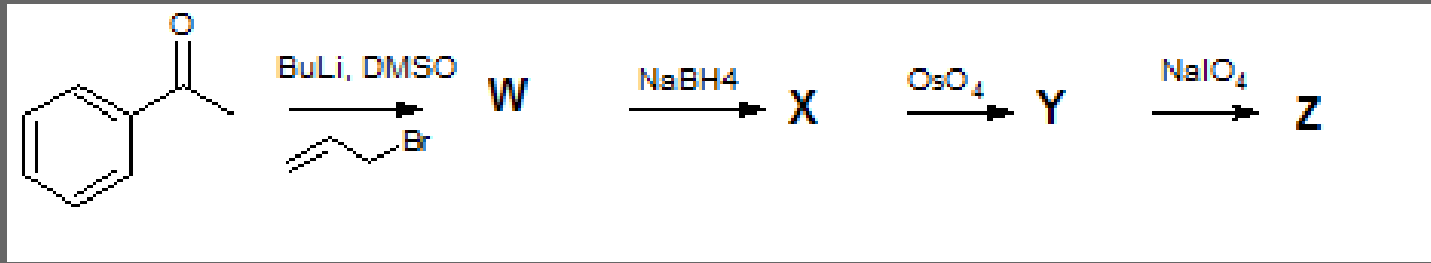 O
BuLi, DMSO
Br
W
NaBH4
X
OsO₄
Y
NaIO₄
Z